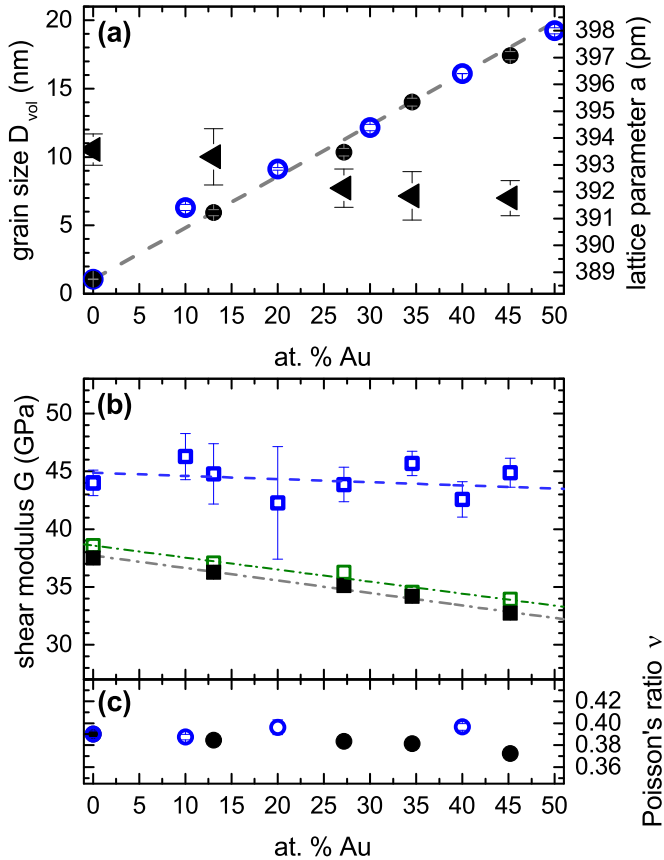 (a)
grain size D_vol (nm)
20
15
10
5
0
398
397
396
395
394
393
392
391
390
389
lattice parameter a (pm)
0 5 10 15 20 25 30 35 40 45 50
at. % Au
(b)
shear modulus G (GPa)
50
45
40
35
30
(c)
0.42
0.40
0.38
0.36
Poisson's ratio ν
0 5 10 15 20 25 30 35 40 45 50
at. % Au